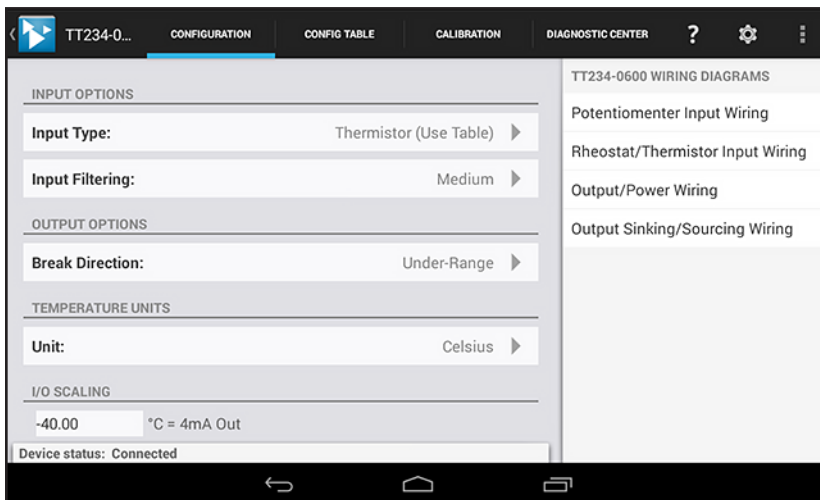 TT234-0...
CONFIGURATION
CONFIG TABLE
CALIBRATION
DIAGNOSTIC CENTER
?
INPUT OPTIONS
Input Type: Thermistor (Use Table)
Input Filtering: Medium
OUTPUT OPTIONS
Break Direction: Under-Range
TEMPERATURE UNITS
Unit: Celsius
I/O SCALING
-40.00 °C = 4mA Out
Device status: Connected
TT234-0600 WIRING DIAGRAMS
Potentiomenter Input Wiring
Rheostat/Thermistor Input Wiring
Output/Power Wiring
Output Sinking/Sourcing Wiring